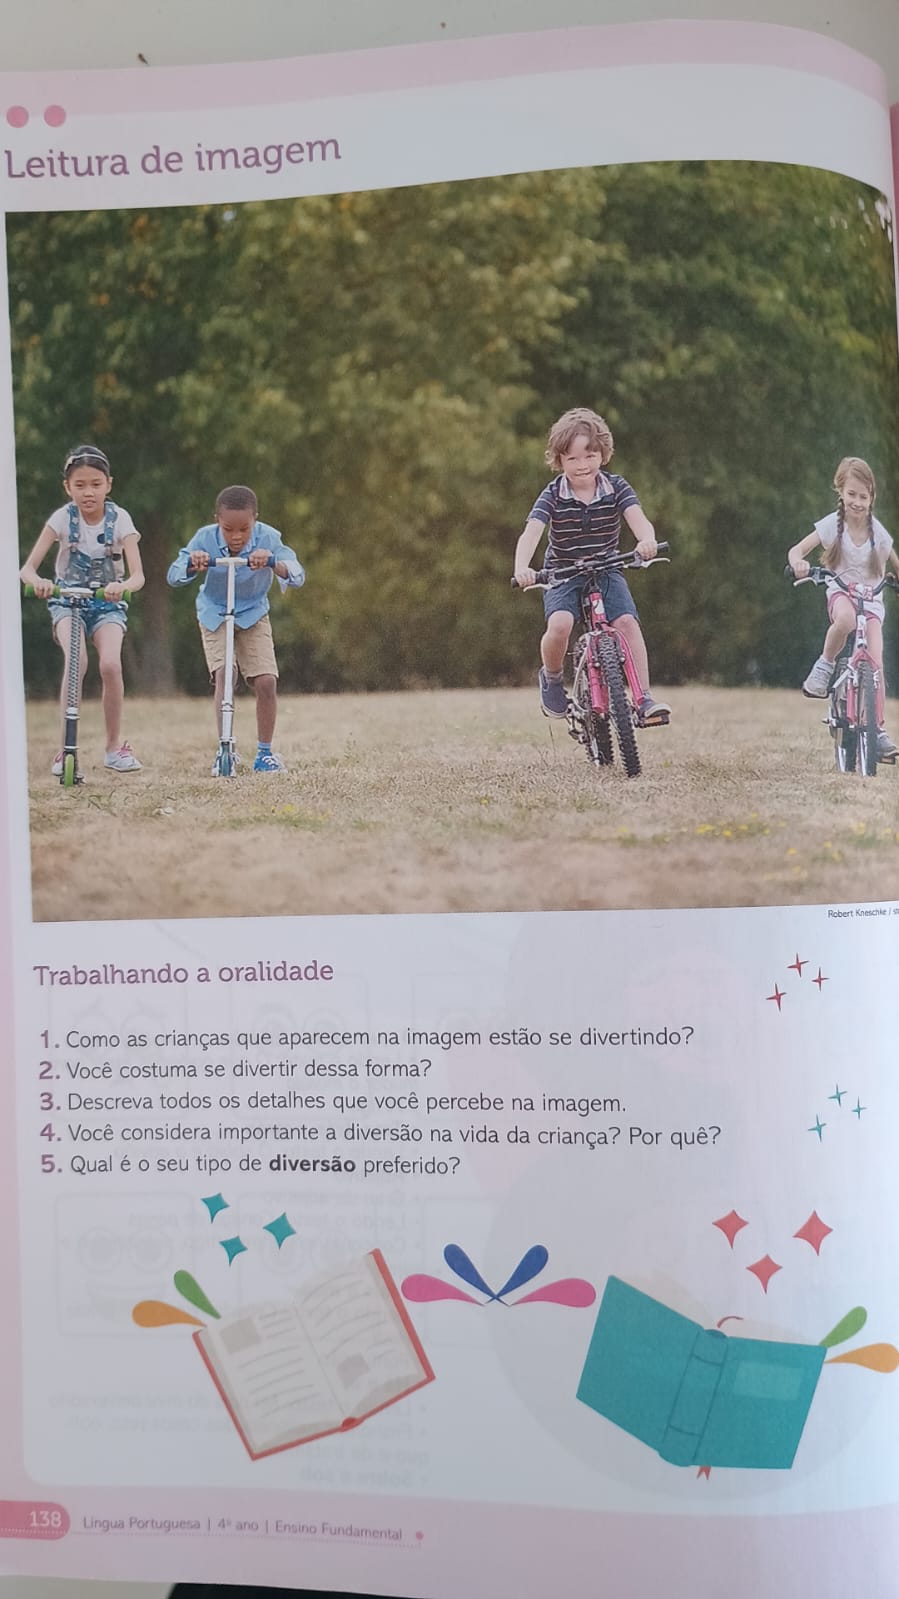 Leitura de imagem
Robert Kneschke /
Trabalhando a oralidade
1. Como as crianças que aparecem na imagem estão se divertindo?
2. Você costuma se divertir dessa forma?
3. Descreva todos os detalhes que você percebe na imagem.
4. Você considera importante a diversão na vida da criança? Por quê?
5. Qual é o seu tipo de diversão preferido?
138 Língua Portuguesa | 4º ano | Ensino Fundamental